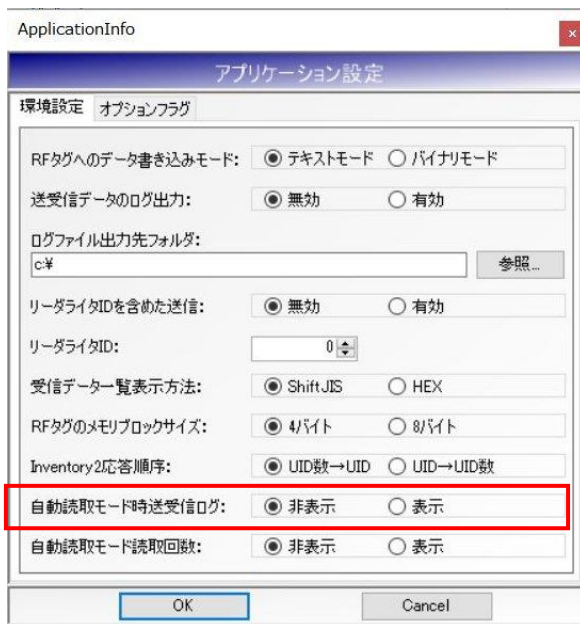 ApplicationInfo
アプリケーション設定
環境設定 オプションフラグ
RFタグへのデータ書き込みモード: テキストモード バイナリモード
送受信データのログ出力: 無効 有効
ログファイル出力先フォルダ:
c:¥ 参照...
リーダライタIDを含めた送信: 無効 有効
リーダライタID: 0
受信データ一覧表示方法: ShiftJIS HEX
RFタグのメモリブロックサイズ: 4バイト 8バイト
Inventory2応答順序: UID数→UID UID→UID数
自動読取モード時送受信ログ: 非表示 表示
自動読取モード読取回数: 非表示 表示
OK Cancel